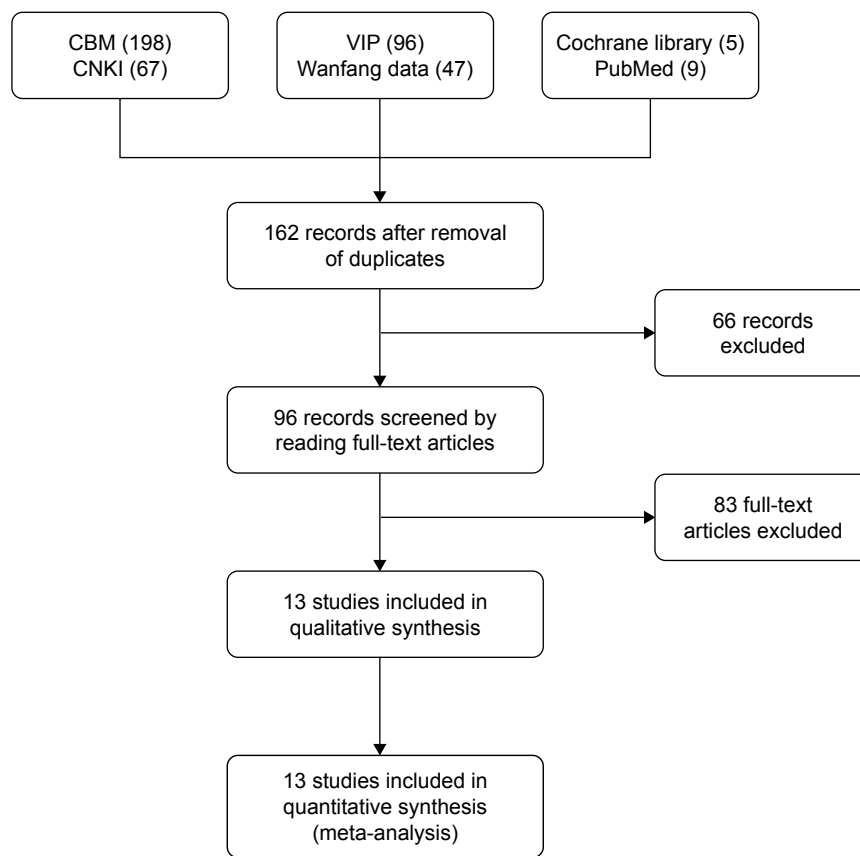 CBM (198)
CNKI (67)
VIP (96)
Wanfang data (47)
Cochrane library (5)
PubMed (9)
162 records after removal
of duplicates
66 records
excluded
96 records screened by
reading full-text articles
83 full-text
articles excluded
13 studies included in
qualitative synthesis
13 studies included in
quantitative synthesis
(meta-analysis)